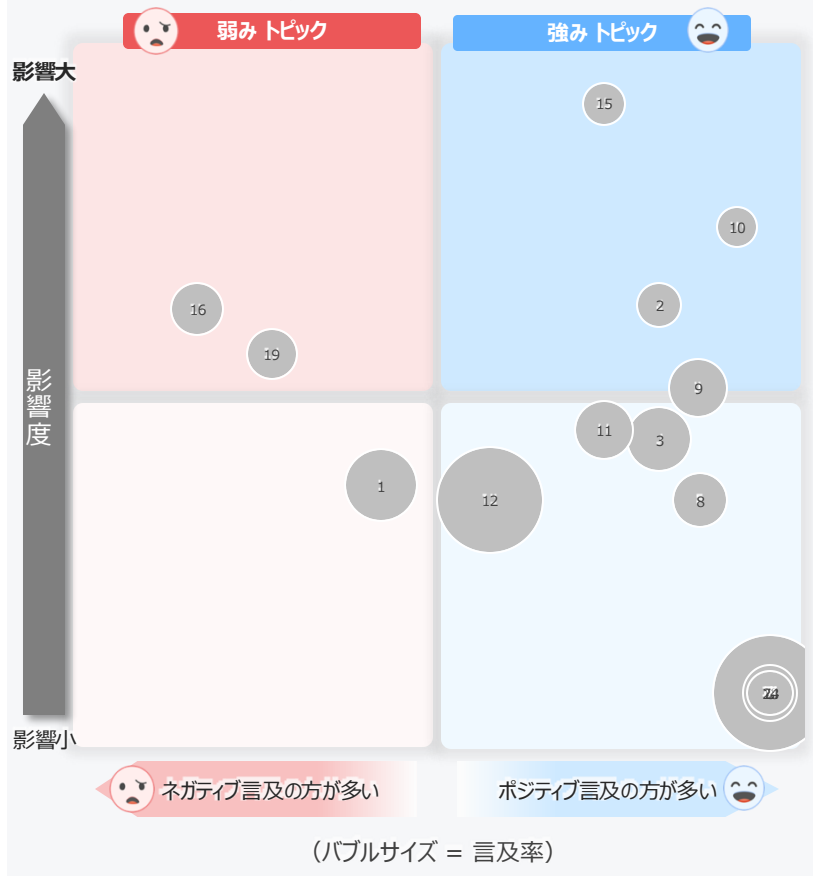 弱み トピック
強み トピック
影響大
15
10
2
16
19
9
影響度
11
3
1
12
8
影響小
ネガティブ言及の方が多い
ポジティブ言及の方が多い
（バブルサイズ = 言及率）